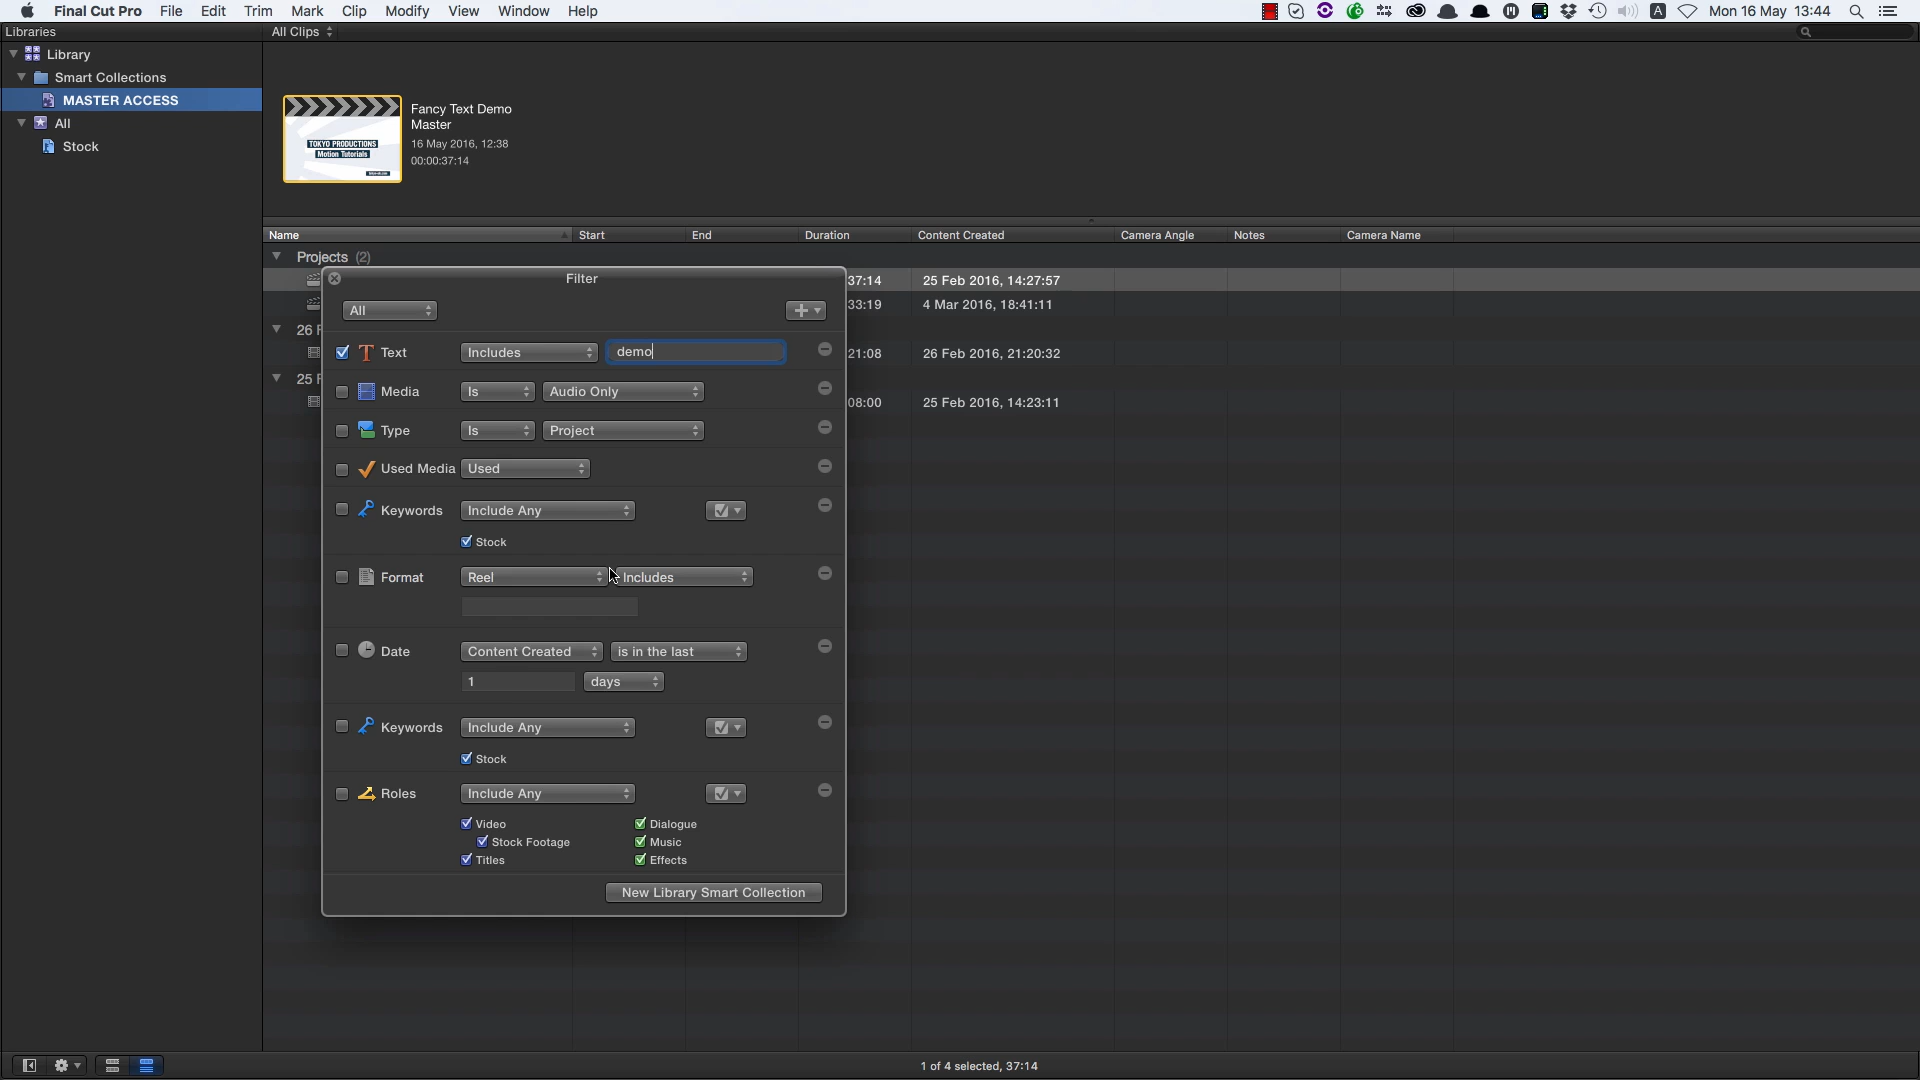 Final Cut Pro File Edit Trim Mark Clip Modify View Window Help Mon 16 May 13:44
Libraries All Clips
Library
Smart Collections
MASTER ACCESS
All
Stock
Fancy Text Demo
Master
16 May 2016, 12:38
00:00:37:14
TOKYO PRODUCTIONS
Motion Tutorials
Name Start End Duration Content Created Camera Angle Notes Camera Name
Projects (2)
Filter
37:14 25 Feb 2016, 14:27:57
All
33:19 4 Mar 2016, 18:41:11
26 F
Text Includes demo
21:08 26 Feb 2016, 21:20:32
25 F
Media Is Audio Only
08:00 25 Feb 2016, 14:23:11
Type Is Project
Used Media Used
Keywords Include Any
Stock
Format Reel Includes
Date Content Created is in the last
1 days
Keywords Include Any
Stock
Roles Include Any
Video Dialogue
Stock Footage Music
Titles Effects
New Library Smart Collection
1 of 4 selected, 37:14